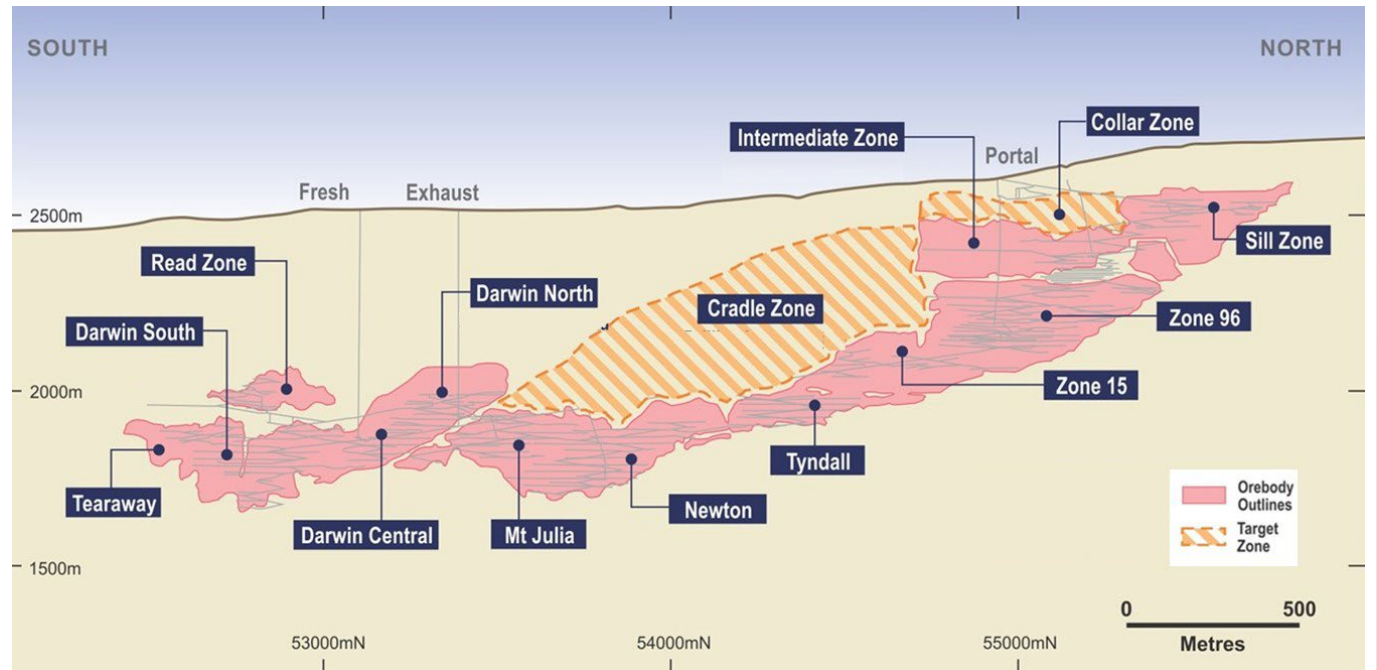 SOUTH
NORTH
Collar Zone
Intermediate Zone
Portal
Fresh
Exhaust
2500m
Sill Zone
Read Zone
Darwin North
Cradle Zone
Zone 96
Darwin South
2000m
Zone 15
Tyndall
Tearaway
Newton
Darwin Central
Mt Julia
Orebody
Outlines
Target
Zone
1500m
0
500
Metres
53000mN
54000mN
55000mN